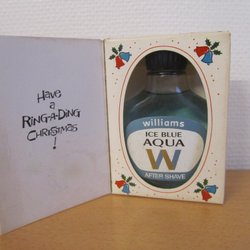 Have
a
RING-A-DING
CHRISTMAS
!
williams
ICE BLUE
AQUA
W
AFTER SHAVE